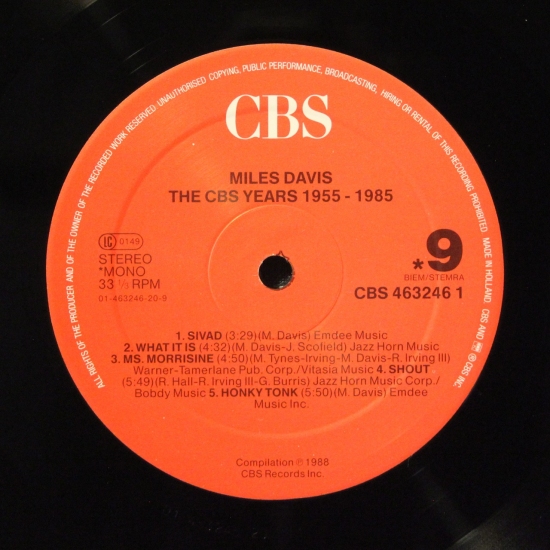 ALL RIGHTS OF THE PRODUCER AND OF THE OWNER OF THE RECORDED WORK RESERVED. UNAUTHORISED COPYING, PUBLIC PERFORMANCE, BROADCASTING, HIRING OR RENTAL OF THIS RECORDING PROHIBITED. MADE IN HOLLAND. CBS AND ® © CBS INC.
CBS
MILES DAVIS
THE CBS YEARS 1955 - 1985
LC 0149
STEREO
*MONO
33 1/3 RPM
01-463246-20-9
*9
BIEM/STEMRA
CBS 463246 1
1. SIVAD (3:29)(M. Davis) Emdee Music
2. WHAT IT IS (4:32)(M. Davis-J. Scofield) Jazz Horn Music
3. MS. MORRISINE (4:50)(M. Tynes-Irving-M. Davis-R. Irving III)
Warner-Tamerlane Pub. Corp./Vitasia Music 4. SHOUT
(5:49)(R. Hall-R. Irving III-G. Burris) Jazz Horn Music Corp./
Bobdy Music 5. HONKY TONK (5:50)(M. Davis) Emdee
Music Inc.
Compilation ℗ 1988
CBS Records Inc.